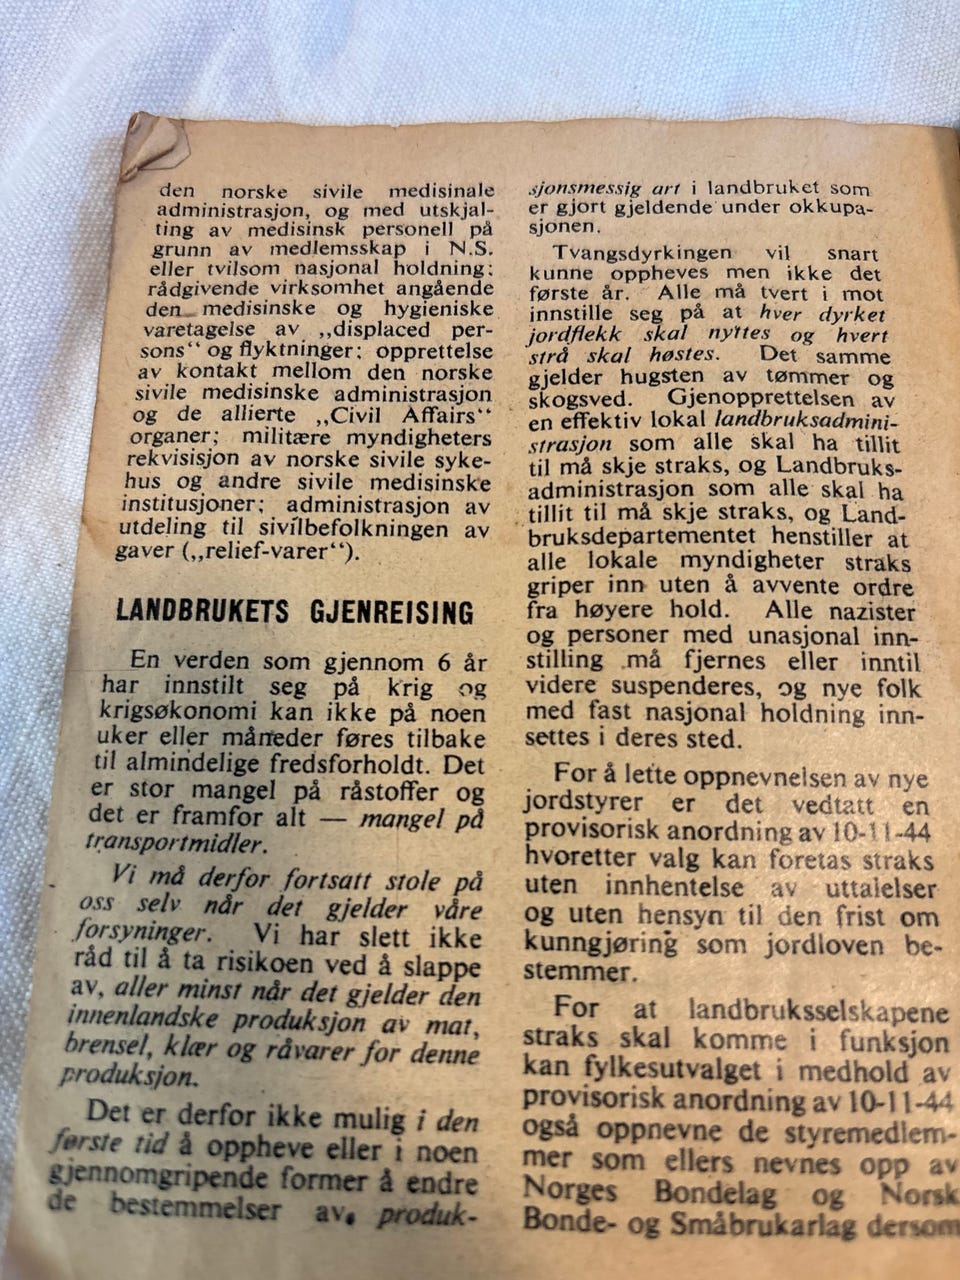 den norske sivile medisinale
administrasjon, og med utskjal-
ting av medisinsk personell på
grunn av medlemsskap i N.S.
eller tvilsom nasjonal holdning;
rådgivende virksomhet angående
den medisinske og hygieniske
varetagelse av ,,displaced per-
sons‘‘ og flyktninger; opprettelse
av kontakt mellom den norske
sivile medisinske administrasjon
og de allierte ,,Civil Affairs‘‘
organer; militære myndigheters
rekvisisjon av norske sivile syke-
hus og andre sivile medisinske
institusjoner; administrasjon av
utdeling til sivilbefolkningen av
gaver (,,relief-varer‘‘).
LANDBRUKETS GJENREISING
En verden som gjennom 6 år
har innstilt seg på krig og
krigsøkonomi kan ikke på noen
uker eller måneder føres tilbake
til almindelige fredsforholdt. Det
er stor mangel på råstoffer og
det er framfor alt — mangel på
transportmidler.
Vi må derfor fortsatt stole på
oss selv når det gjelder våre
forsyninger. Vi har slett ikke
råd til å ta risikoen ved å slappe
av, aller minst når det gjelder den
innenlandske produksjon av mat,
brensel, klær og råvarer for denne
produksjon.
Det er derfor ikke mulig i den
første tid å oppheve eller i noen
gjennomgripende former å endre
de bestemmelser av, produk-
sjonsmessig art i landbruket som
er gjort gjeldende under okkupa-
sjonen.
Tvangsdyrkingen vil snart
kunne oppheves men ikke det
første år. Alle må tvert i mot
innstille seg på at hver dyrket
jordflekk skal nyttes og hvert
strå skal høstes. Det samme
gjelder hugsten av tømmer og
skogsved. Gjenopprettelsen av
en effektiv lokal landbruksadmini-
strasjon som alle skal ha tillit
til må skje straks, og Landbruks-
administrasjon som alle skal ha
tillit til må skje straks, og Land-
bruksdepartementet henstiller at
alle lokale myndigheter straks
griper inn uten å avvente ordre
fra høyere hold. Alle nazister
og personer med unasjonal inn-
stilling må fjernes eller inntil
videre suspenderes, og nye folk
med fast nasjonal holdning inn-
settes i deres sted.
For å lette oppnevnelsen av nye
jordstyrer er det vedtatt en
provisorisk anordning av 10-11-44
hvoretter valg kan foretas straks
uten innhentelse av uttalelser
og uten hensyn til den frist om
kunngjøring som jordloven be-
stemmer.
For at landbruksselskapene
straks skal komme i funksjon
kan fylkesutvalget i medhold av
provisorisk anordning av 10-11-44
også oppnevne de styremedlem-
mer som ellers nevnes opp av
Norges Bondelag og Norsk
Bonde- og Småbrukarlag dersom